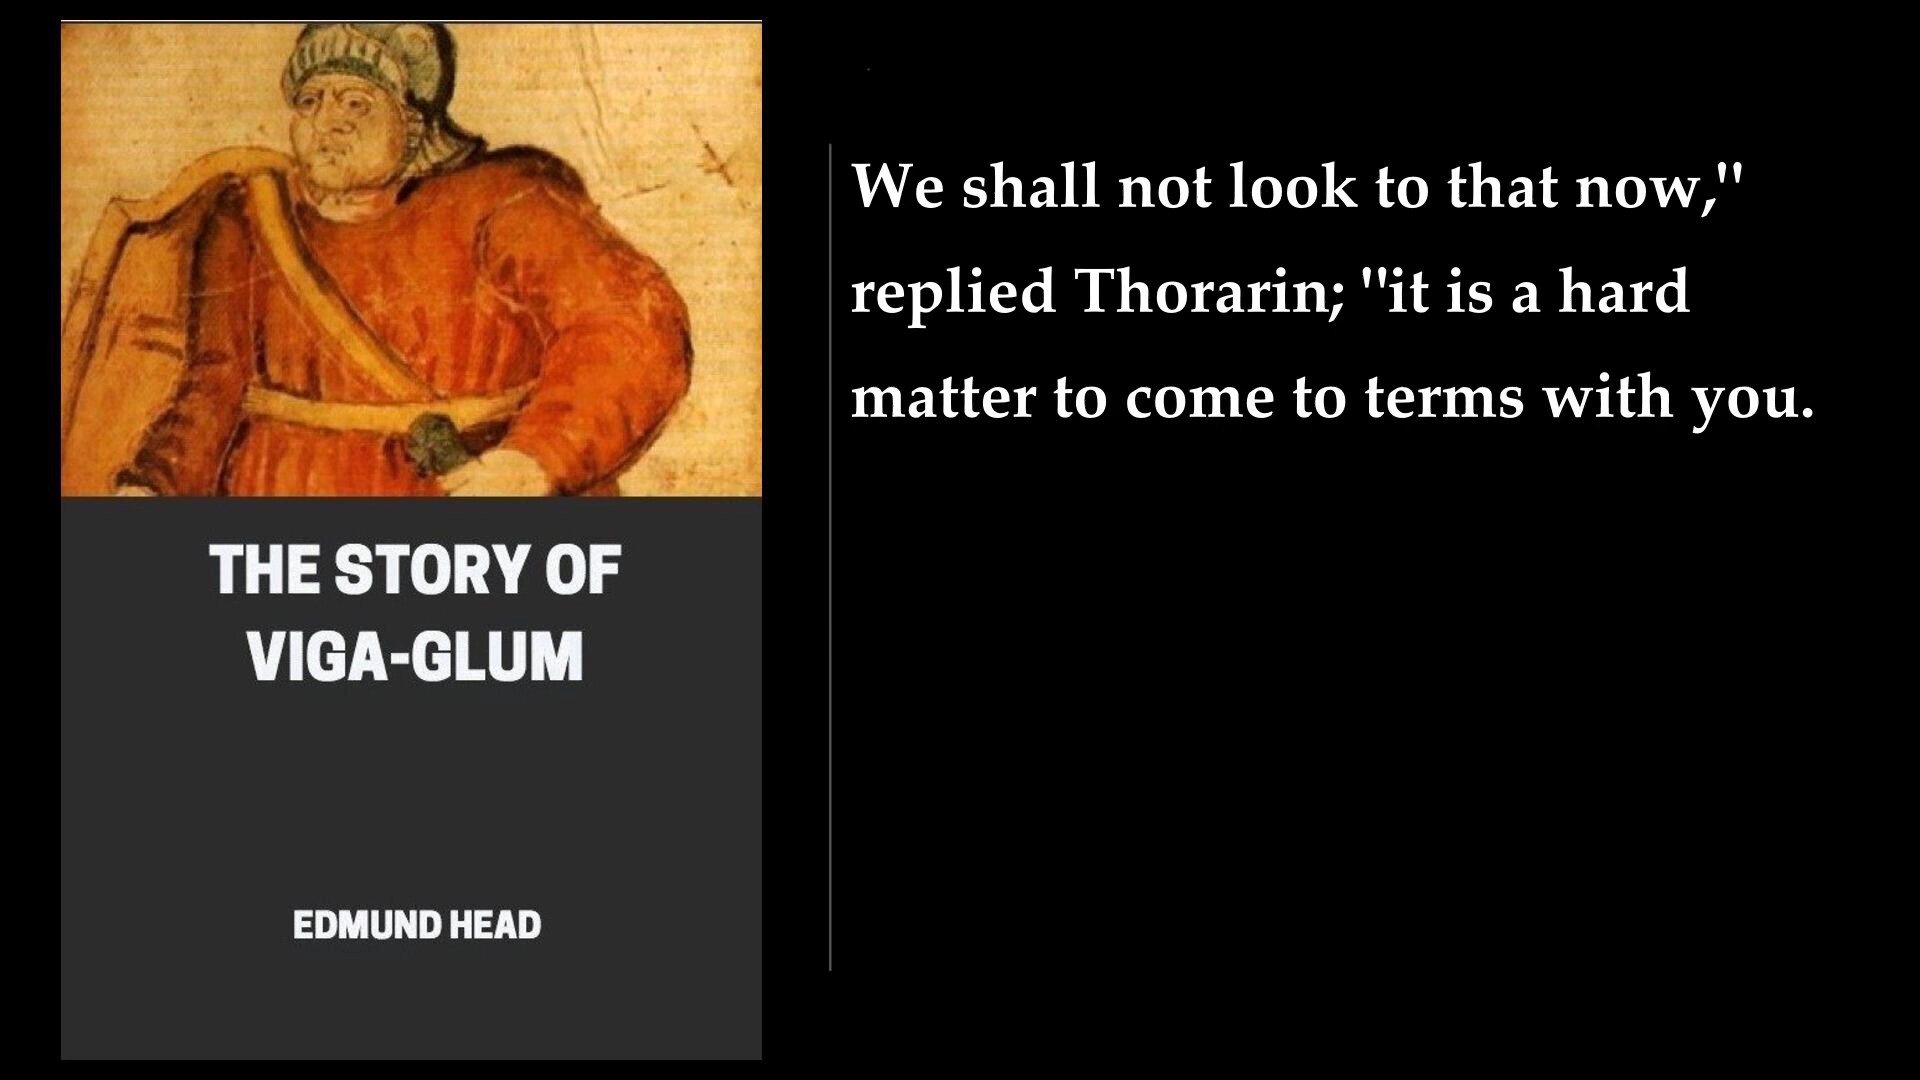 THE STORY OF
VIGA-GLUM
EDMUND HEAD
We shall not look to that now,"
replied Thorarin; "it is a hard
matter to come to terms with you.